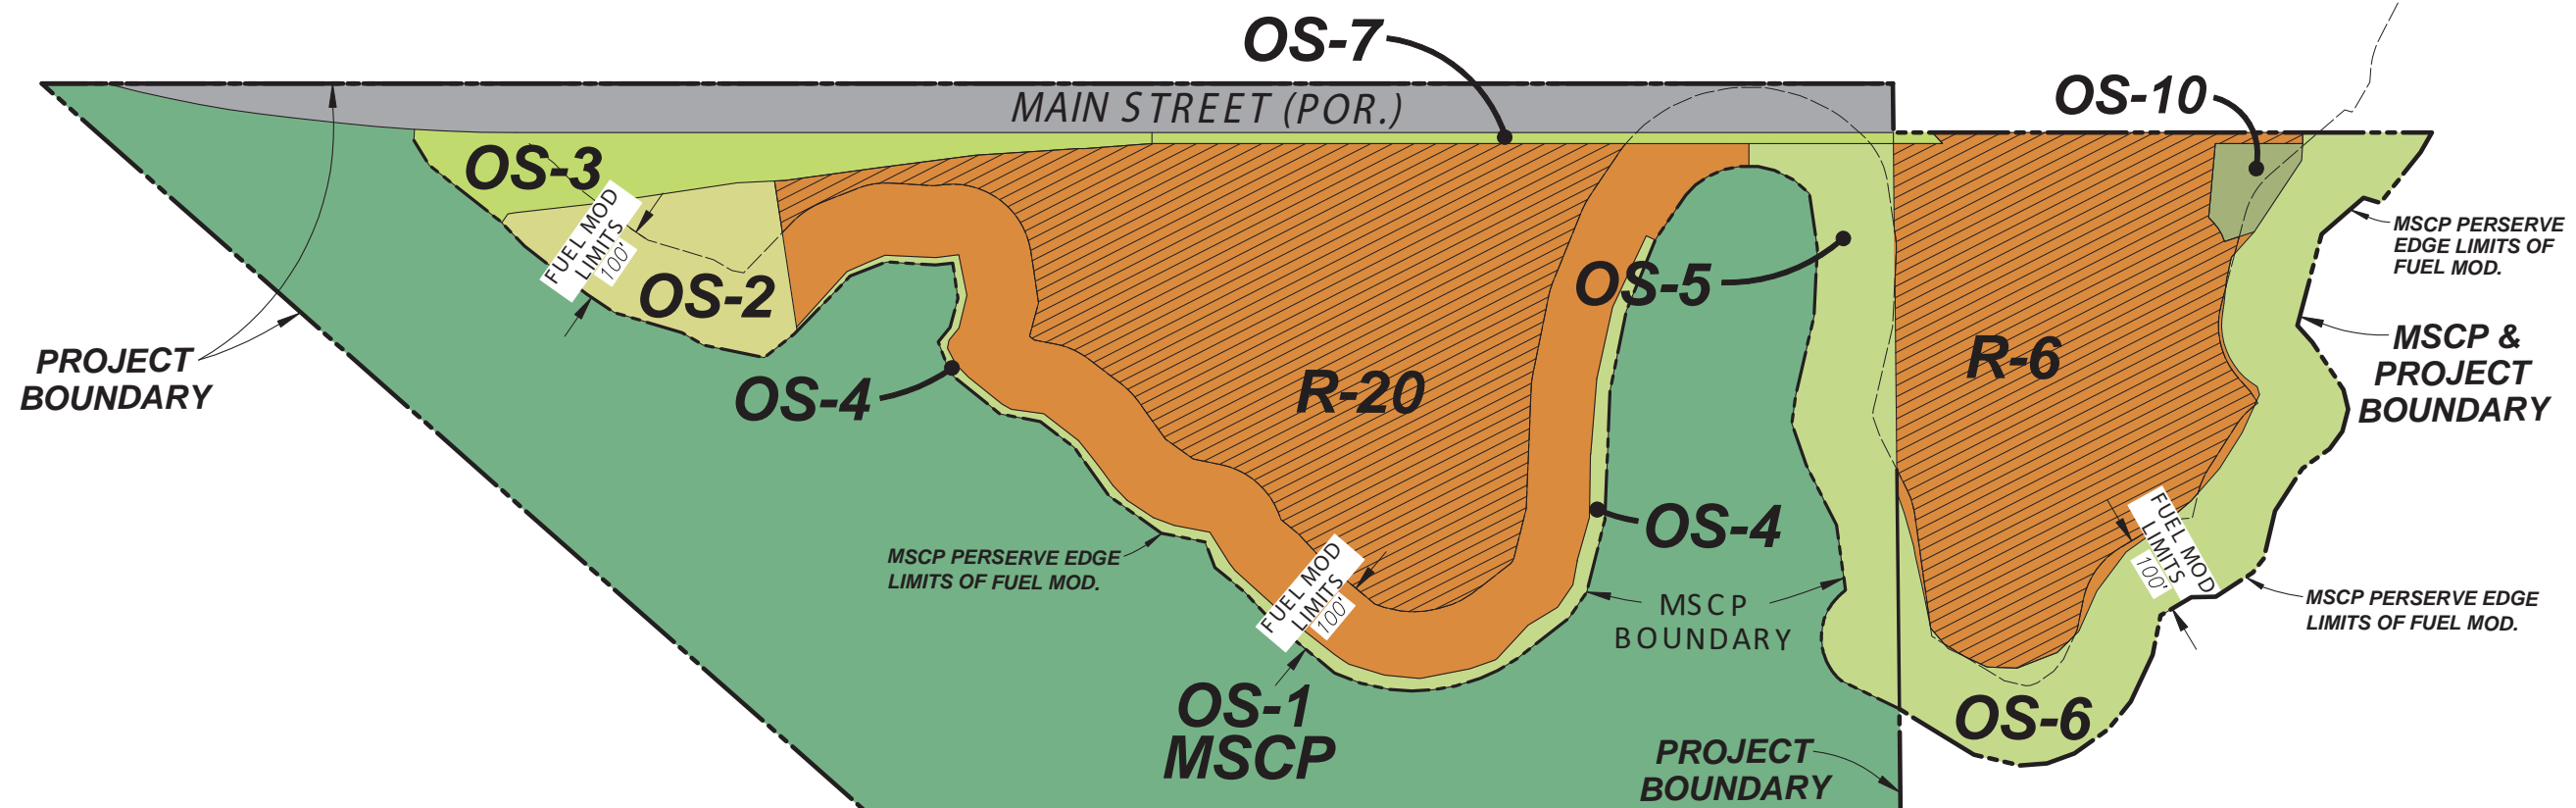 OS-7
MAIN STREET (POR.)
OS-10
OS-3
FUEL MOD
LIMITS
100'
OS-2
OS-5
MSCP PERSERVE
EDGE LIMITS OF
FUEL MOD.
PROJECT
BOUNDARY
OS-4
R-20
R-6
MSCP &
PROJECT
BOUNDARY
OS-4
MSCP PERSERVE EDGE
LIMITS OF FUEL MOD.
FUEL MOD
LIMITS
100'
MSCP
BOUNDARY
FUEL MOD
LIMITS
100'
MSCP PERSERVE EDGE
LIMITS OF FUEL MOD.
OS-1
MSCP
OS-6
PROJECT
BOUNDARY